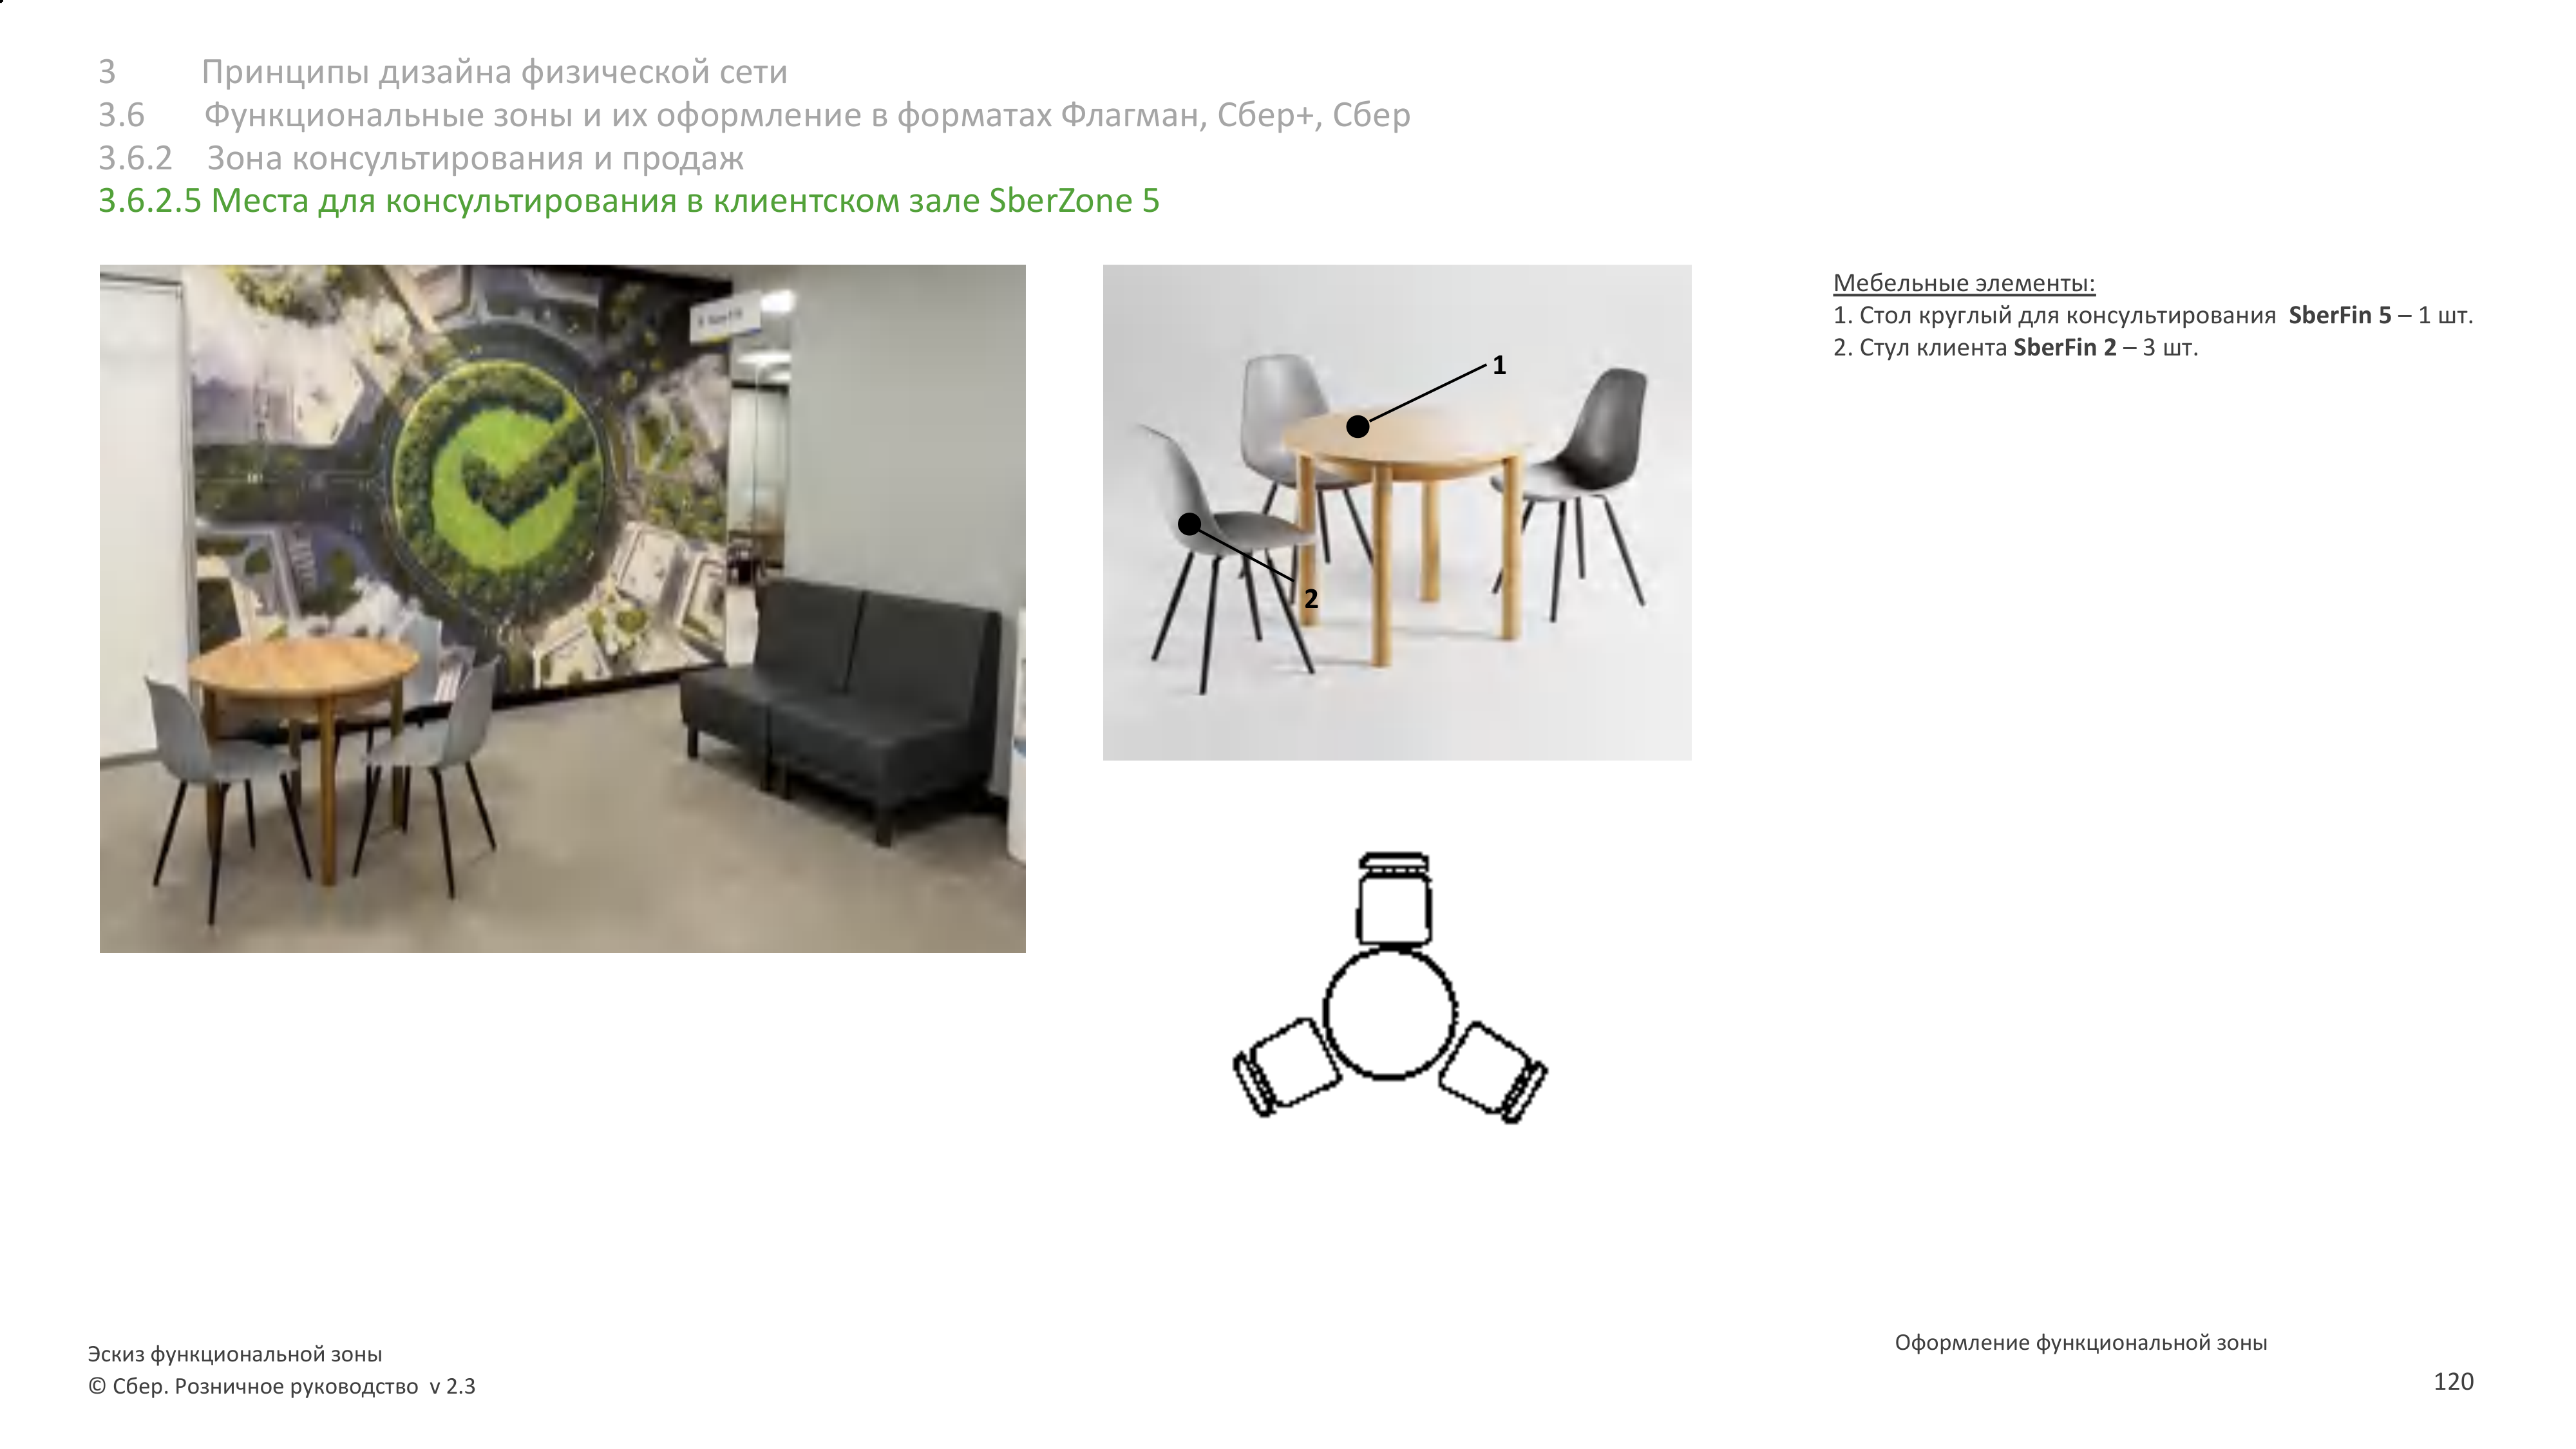 3 Принципы дизайна физической сети
3.6 Функциональные зоны и их оформление в форматах Флагман, Сбер+, Сбер
3.6.2 Зона консультирования и продаж
3.6.2.5 Места для консультирования в клиентском зале SberZone 5
1
2
Мебельные элементы:
1. Стол круглый для консультирования SberFin 5 – 1 шт.
2. Стул клиента SberFin 2 – 3 шт.
Эскиз функциональной зоны
© Сбер. Розничное руководство v 2.3
Оформление функциональной зоны
120